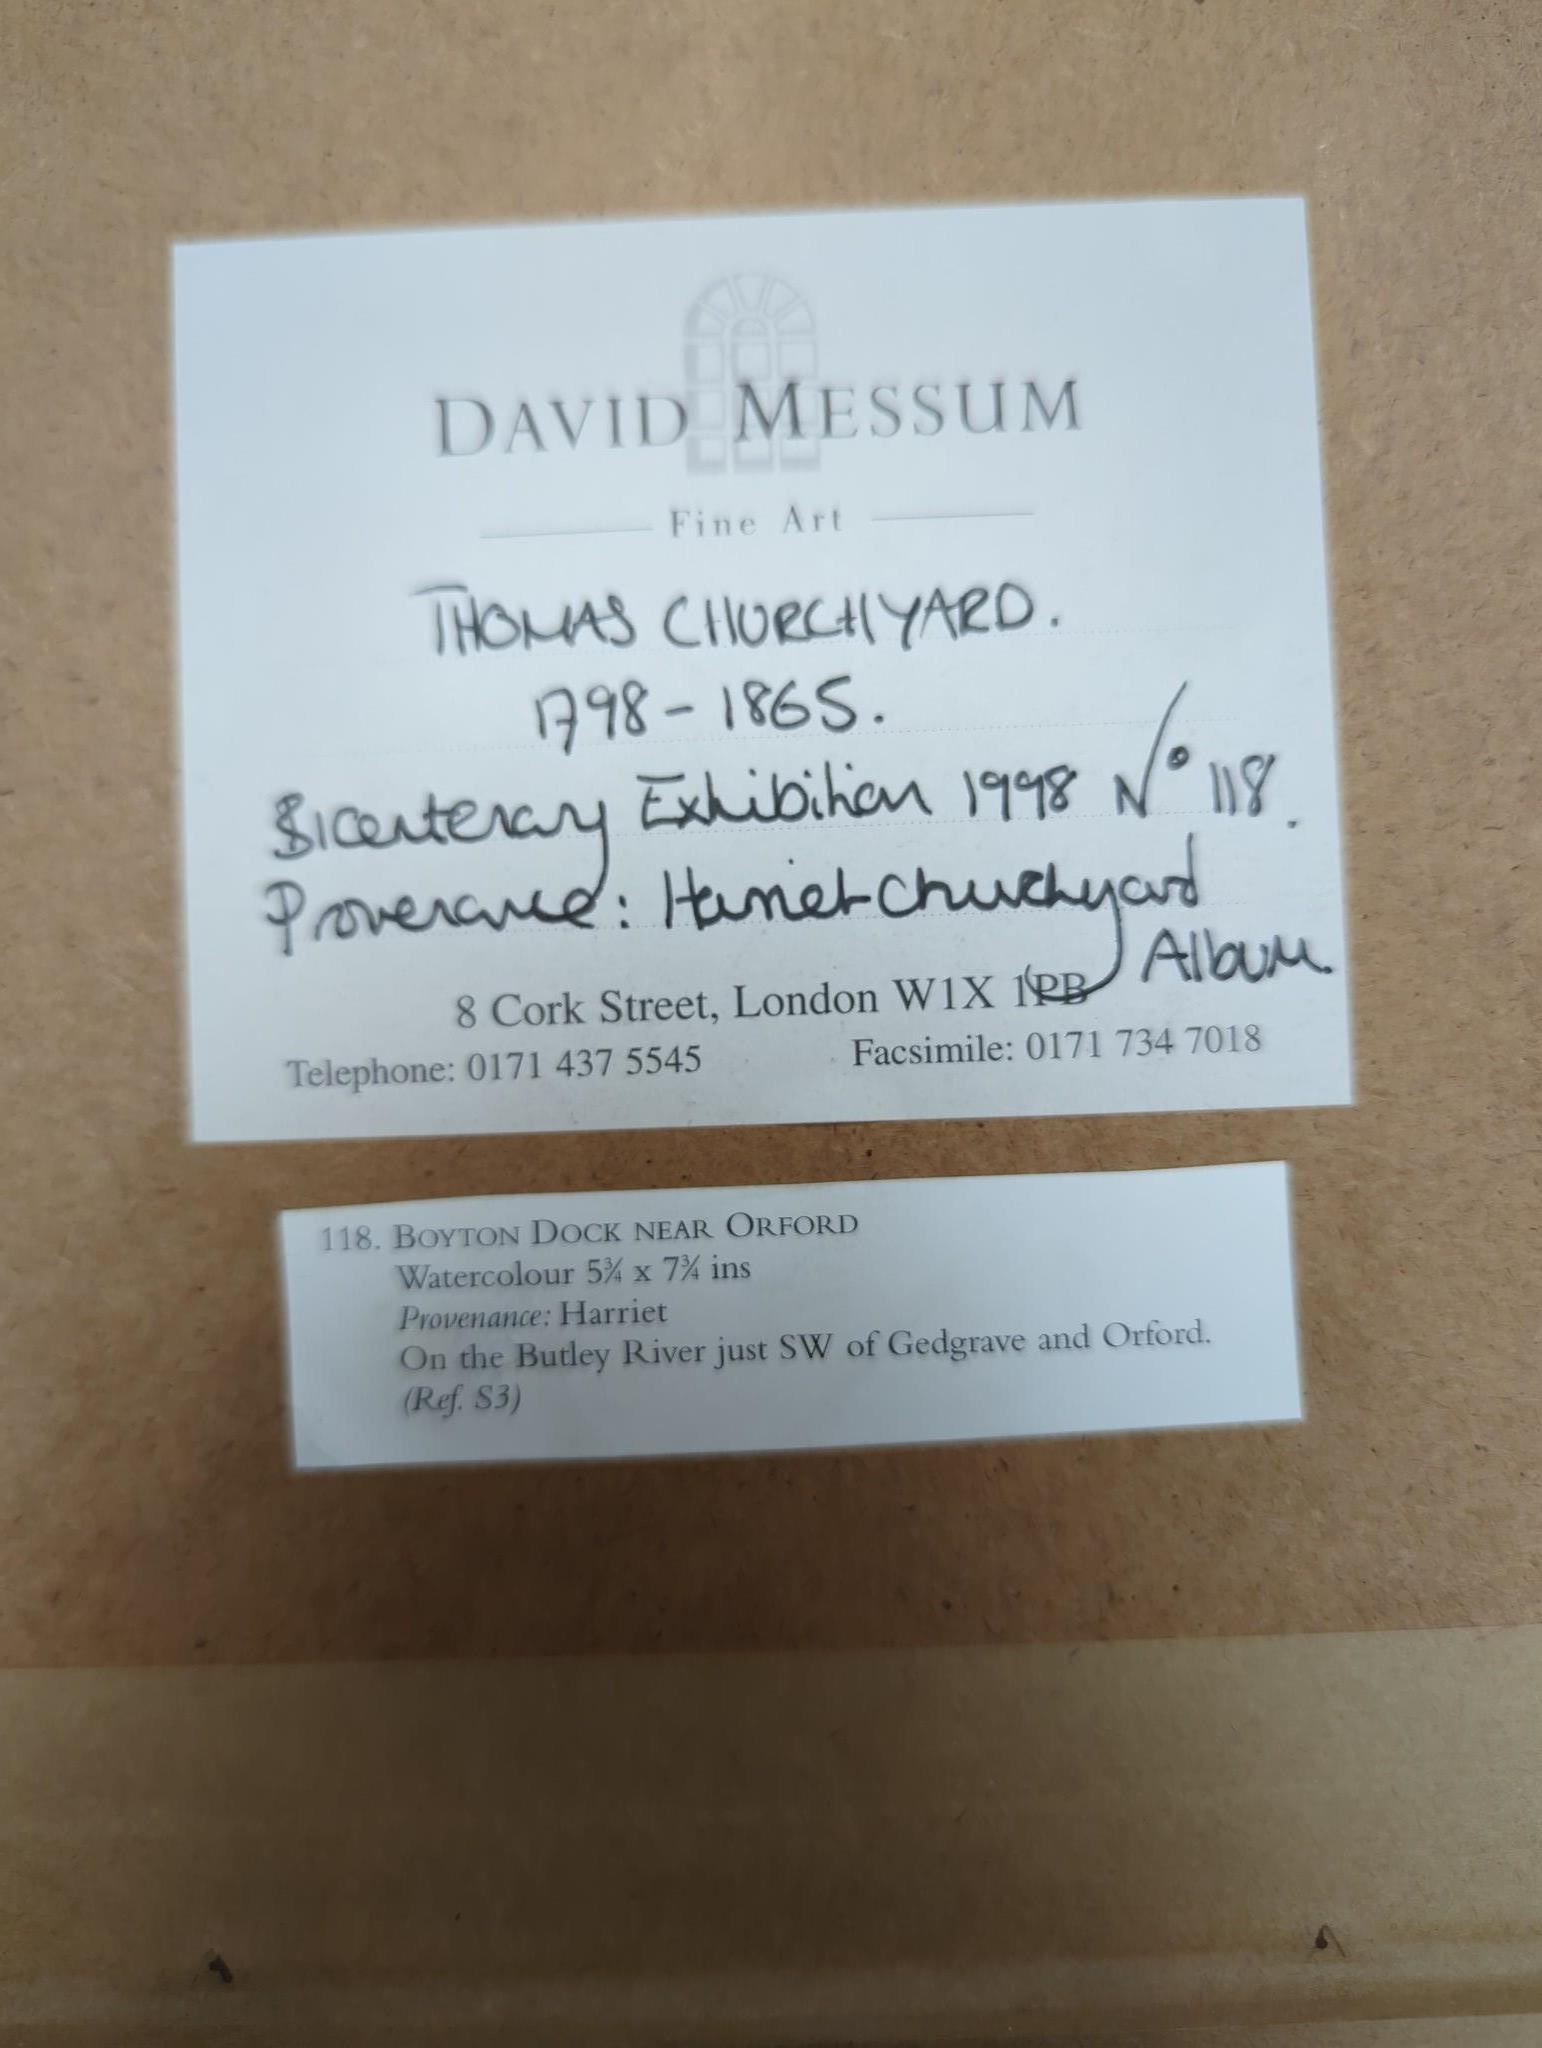 DAVID MESSUM
Fine Art
THOMAS CHURCHYARD.
1798 - 1865.
Bicentenary Exhibition 1998 No 118.
Provenance: Harriet Churchyard
Album.
8 Cork Street, London W1X 1PB
Telephone: 0171 437 5545 Facsimile: 0171 734 7018
118. BOYTON DOCK NEAR ORFORD
Watercolour 5¾ x 7¾ ins
Provenance: Harriet
On the Butley River just SW of Gedgrave and Orford.
(Ref. S3)